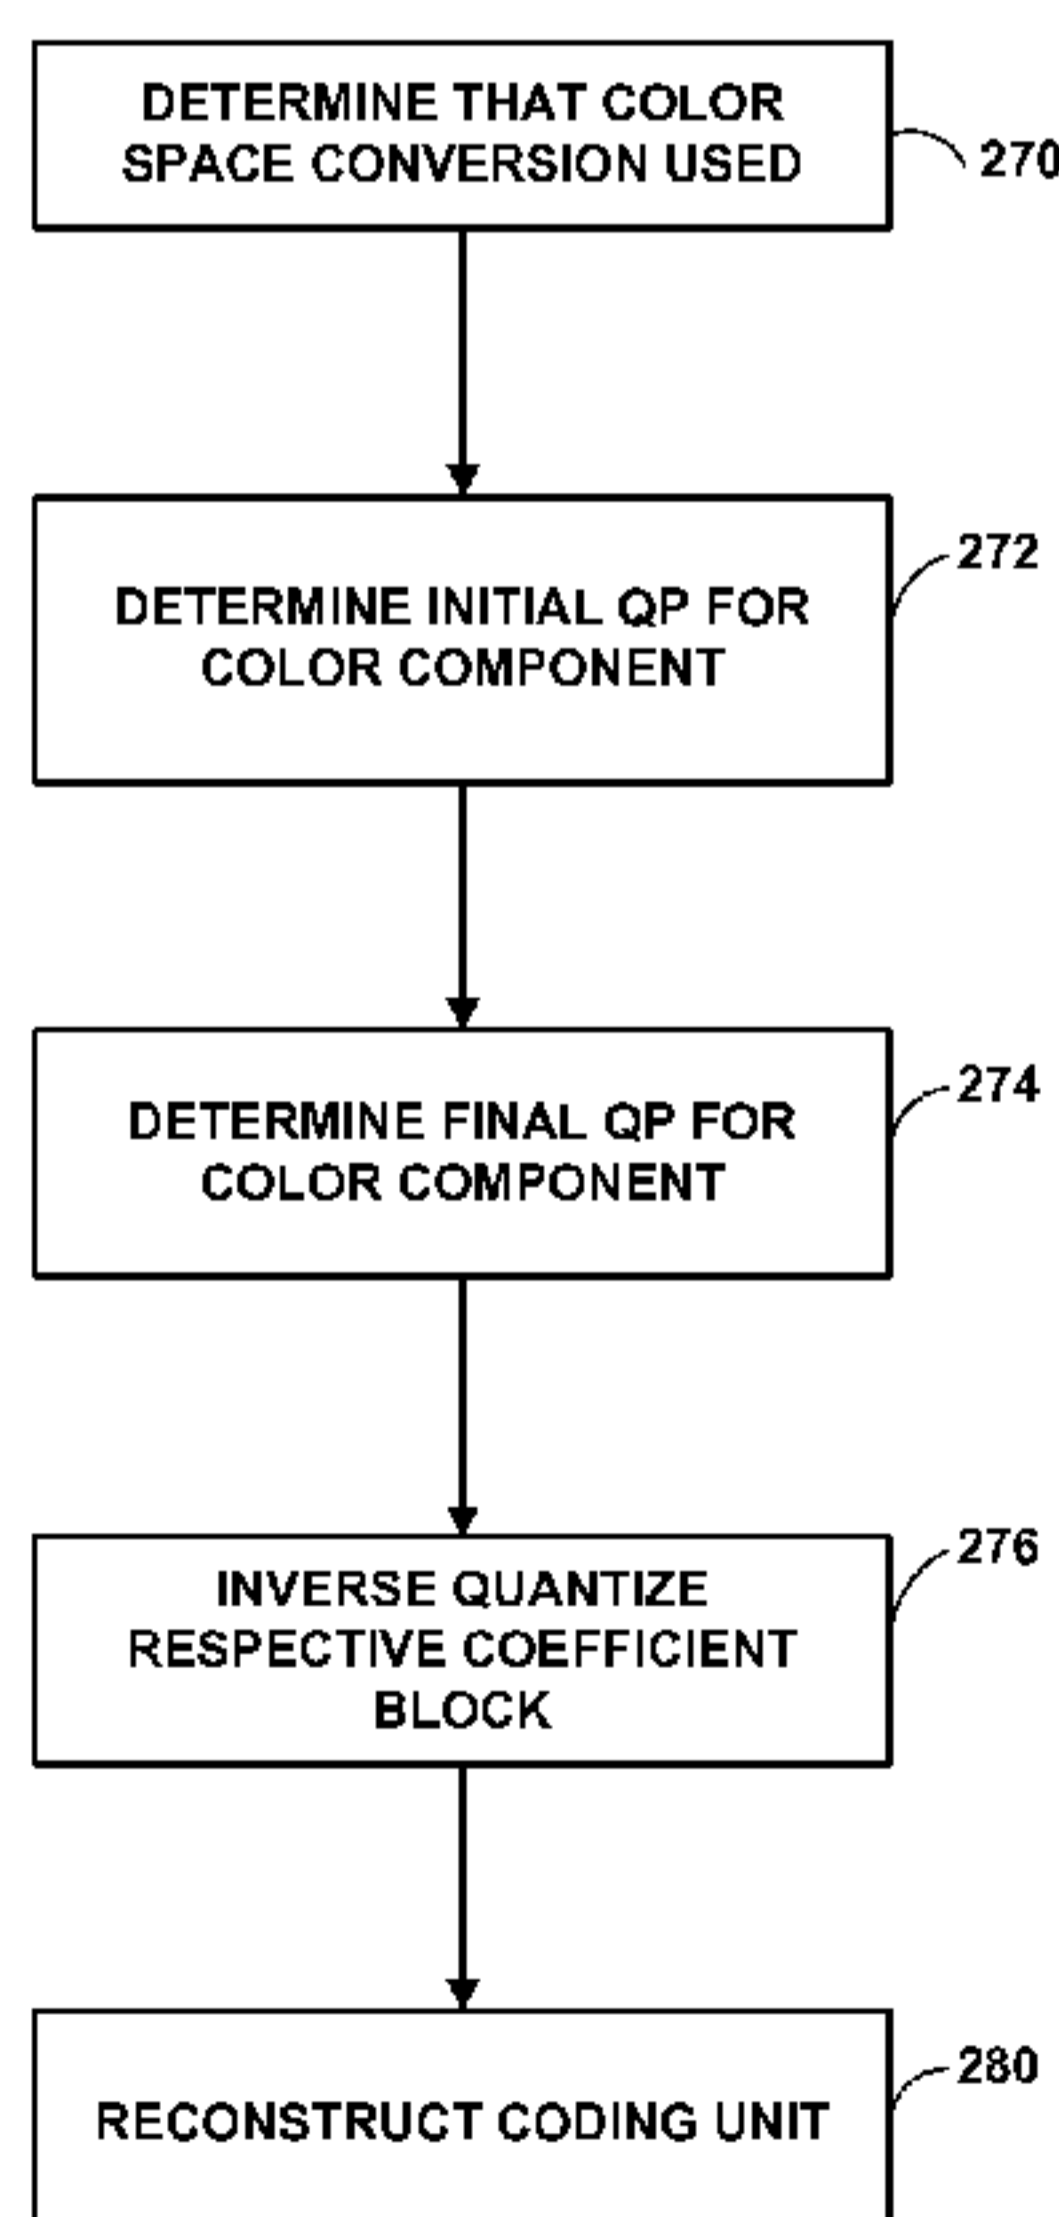 DETERMINE THAT COLOR
SPACE CONVERSION USED
270
DETERMINE INITIAL QP FOR
COLOR COMPONENT
272
DETERMINE FINAL QP FOR
COLOR COMPONENT
274
INVERSE QUANTIZE
RESPECTIVE COEFFICIENT
BLOCK
276
RECONSTRUCT CODING UNIT
280